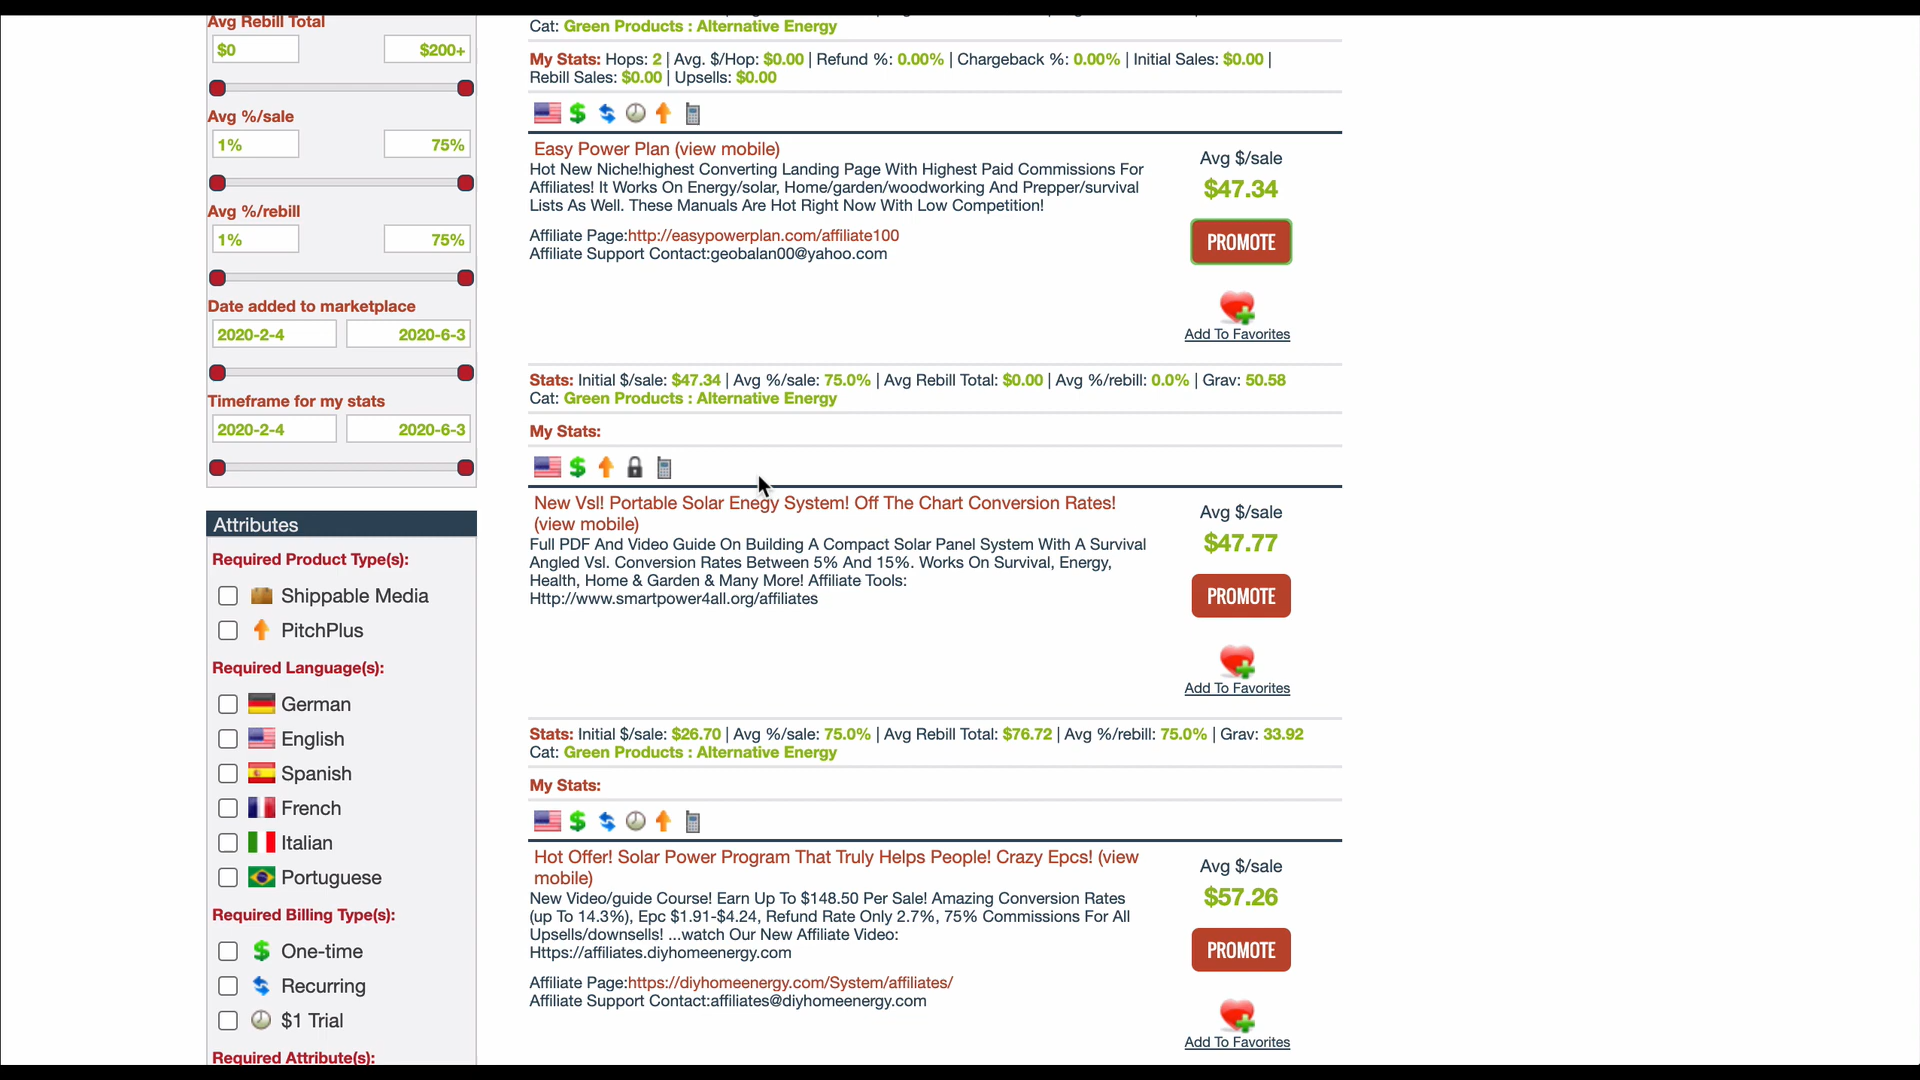 Avg Rebill Total
$0 $200+
Avg %/sale
1% 75%
Avg %/rebill
1% 75%
Date added to marketplace
2020-2-4 2020-6-3
Timeframe for my stats
2020-2-4 2020-6-3
Attributes
Required Product Type(s):
Shippable Media
PitchPlus
Required Language(s):
German
English
Spanish
French
Italian
Portuguese
Required Billing Type(s):
One-time
Recurring
$1 Trial
Required Attribute(s):
Cat: Green Products : Alternative Energy
My Stats: Hops: 2 | Avg. $/Hop: $0.00 | Refund %: 0.00% | Chargeback %: 0.00% | Initial Sales: $0.00 |
Rebill Sales: $0.00 | Upsells: $0.00
Easy Power Plan (view mobile)
Hot New Niche!highest Converting Landing Page With Highest Paid Commissions For
Affiliates! It Works On Energy/solar, Home/garden/woodworking And Prepper/survival
Lists As Well. These Manuals Are Hot Right Now With Low Competition!
Affiliate Page:http://easypowerplan.com/affiliate100
Affiliate Support Contact:geobalan00@yahoo.com
Avg $/sale
$47.34
PROMOTE
Add To Favorites
Stats: Initial $/sale: $47.34 | Avg %/sale: 75.0% | Avg Rebill Total: $0.00 | Avg %/rebill: 0.0% | Grav: 50.58
Cat: Green Products : Alternative Energy
My Stats:
New Vsl! Portable Solar Enegy System! Off The Chart Conversion Rates!
(view mobile)
Full PDF And Video Guide On Building A Compact Solar Panel System With A Survival
Angled Vsl. Conversion Rates Between 5% And 15%. Works On Survival, Energy,
Health, Home & Garden & Many More! Affiliate Tools:
Http://www.smartpower4all.org/affiliates
Avg $/sale
$47.77
PROMOTE
Add To Favorites
Stats: Initial $/sale: $26.70 | Avg %/sale: 75.0% | Avg Rebill Total: $76.72 | Avg %/rebill: 75.0% | Grav: 33.92
Cat: Green Products : Alternative Energy
My Stats:
Hot Offer! Solar Power Program That Truly Helps People! Crazy Epcs! (view
mobile)
New Video/guide Course! Earn Up To $148.50 Per Sale! Amazing Conversion Rates
(up To 14.3%), Epc $1.91-$4.24, Refund Rate Only 2.7%, 75% Commissions For All
Upsells/downsells! ...watch Our New Affiliate Video:
Https://affiliates.diyhomeenergy.com
Affiliate Page:https://diyhomeenergy.com/System/affiliates/
Affiliate Support Contact:affiliates@diyhomeenergy.com
Avg $/sale
$57.26
PROMOTE
Add To Favorites